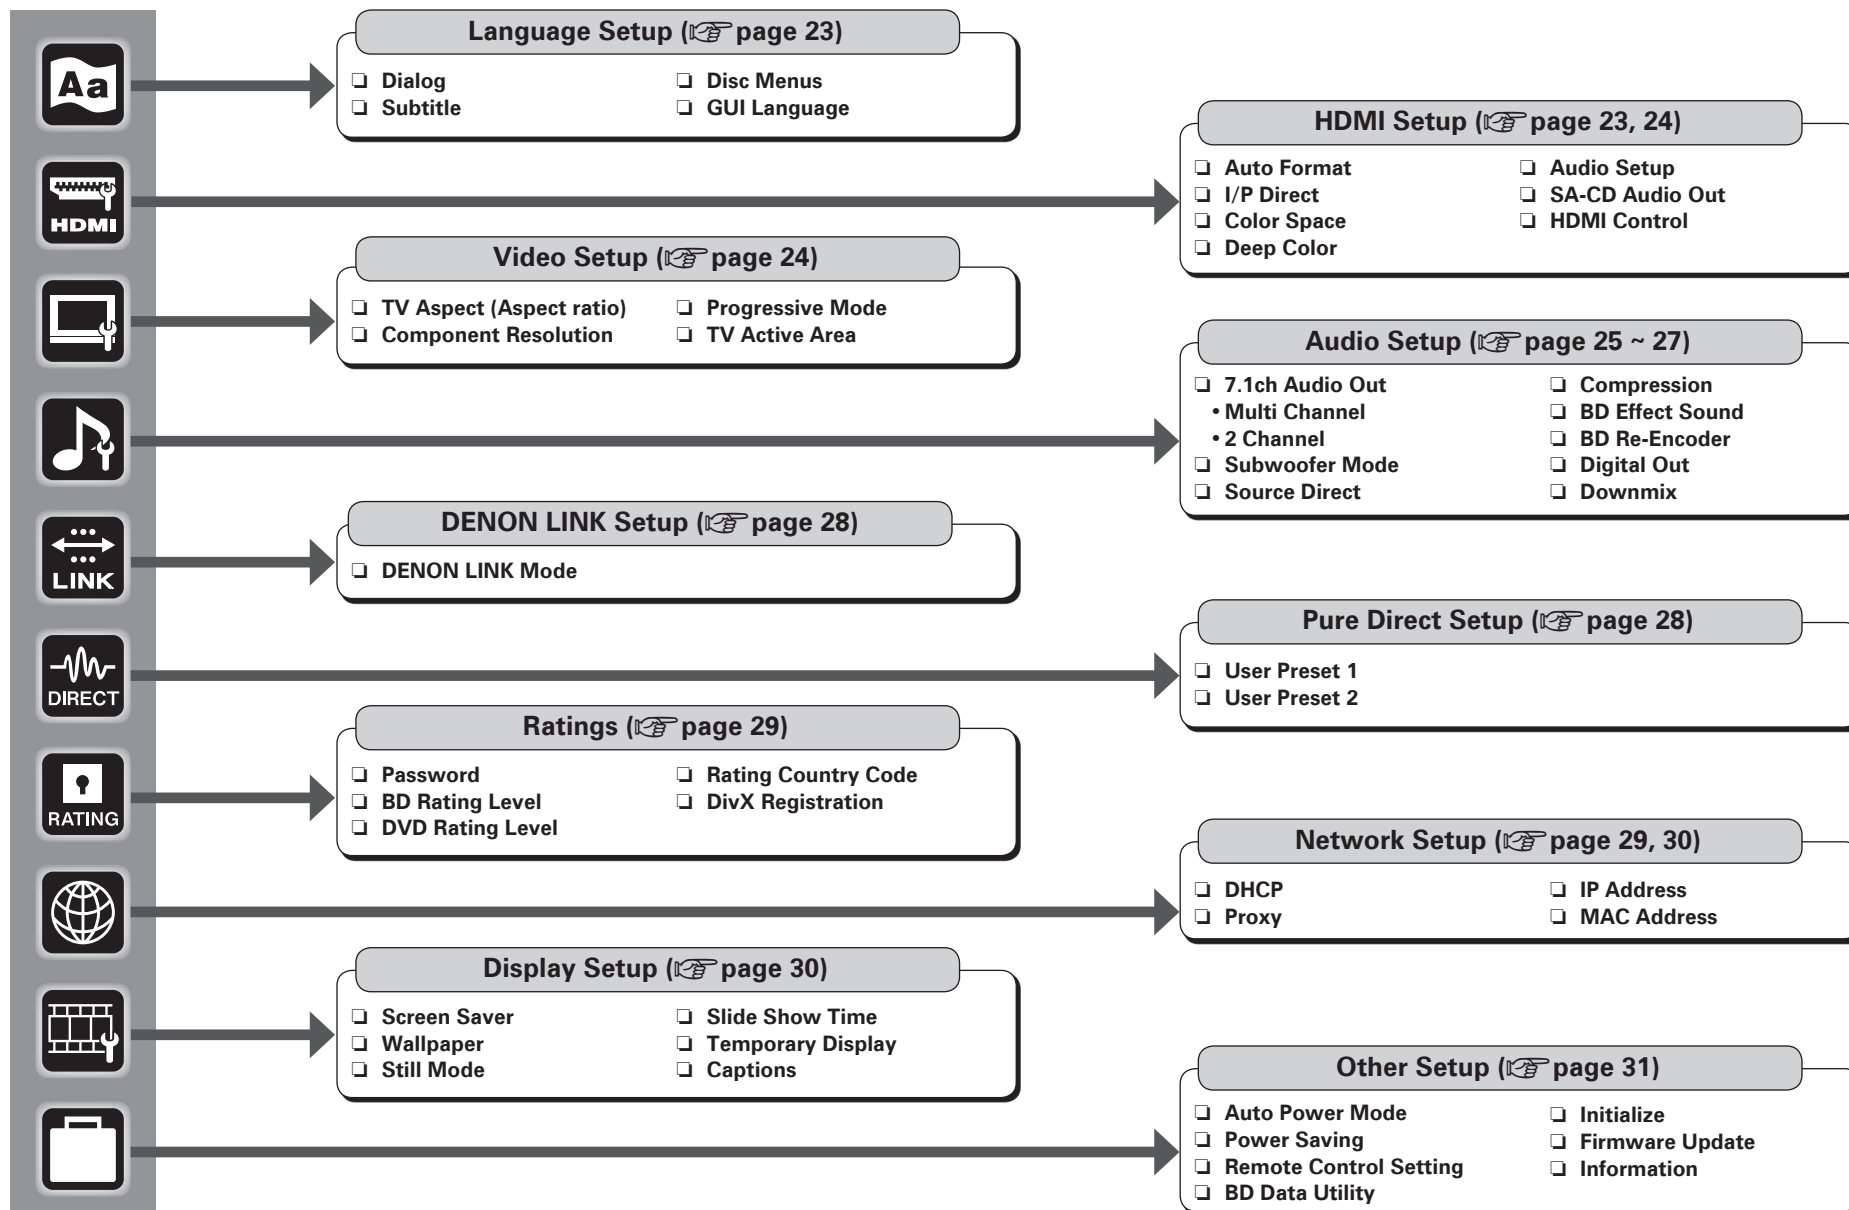 Aa
Language Setup (page 23)
❏ Dialog
❏ Subtitle
❏ Disc Menus
❏ GUI Language
HDMI
HDMI Setup (page 23, 24)
❏ Auto Format
❏ I/P Direct
❏ Color Space
❏ Deep Color
❏ Audio Setup
❏ SA-CD Audio Out
❏ HDMI Control
Video Setup (page 24)
❏ TV Aspect (Aspect ratio)
❏ Component Resolution
❏ Progressive Mode
❏ TV Active Area
Audio Setup (page 25 ~ 27)
❏ 7.1ch Audio Out
• Multi Channel
• 2 Channel
❏ Subwoofer Mode
❏ Source Direct
❏ Compression
❏ BD Effect Sound
❏ BD Re-Encoder
❏ Digital Out
❏ Downmix
LINK
DENON LINK Setup (page 28)
❏ DENON LINK Mode
DIRECT
Pure Direct Setup (page 28)
❏ User Preset 1
❏ User Preset 2
RATING
Ratings (page 29)
❏ Password
❏ BD Rating Level
❏ DVD Rating Level
❏ Rating Country Code
❏ DivX Registration
Network Setup (page 29, 30)
❏ DHCP
❏ Proxy
❏ IP Address
❏ MAC Address
Display Setup (page 30)
❏ Screen Saver
❏ Wallpaper
❏ Still Mode
❏ Slide Show Time
❏ Temporary Display
❏ Captions
Other Setup (page 31)
❏ Auto Power Mode
❏ Power Saving
❏ Remote Control Setting
❏ BD Data Utility
❏ Initialize
❏ Firmware Update
❏ Information